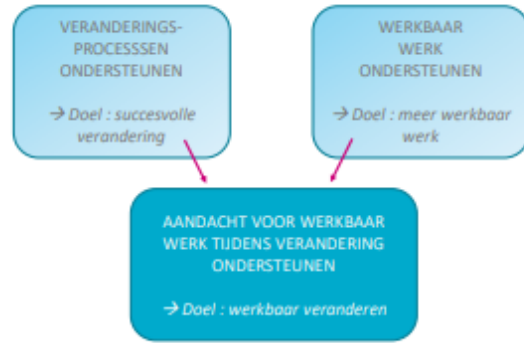 VERANDERINGS-
PROCESSSEN
ONDERSTEUNEN
→ Doel : succesvolle
verandering
WERKBAAR
WERK
ONDERSTEUNEN
→ Doel : meer werkbaar
werk
AANDACHT VOOR WERKBAAR
WERK TIJDENS VERANDERING
ONDERSTEUNEN
→ Doel : werkbaar veranderen